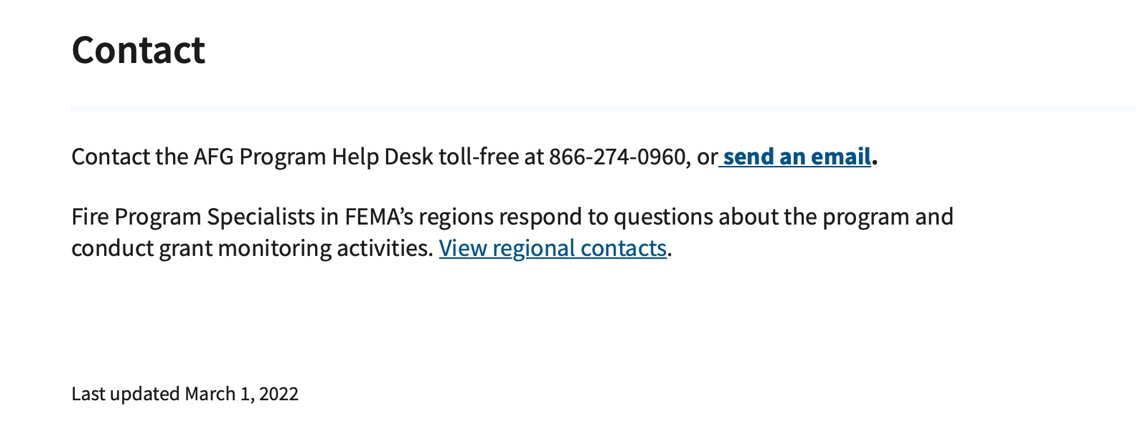 Contact
Contact the AFG Program Help Desk toll-free at 866-274-0960, or send an email.
Fire Program Specialists in FEMA’s regions respond to questions about the program and
conduct grant monitoring activities. View regional contacts.
Last updated March 1, 2022